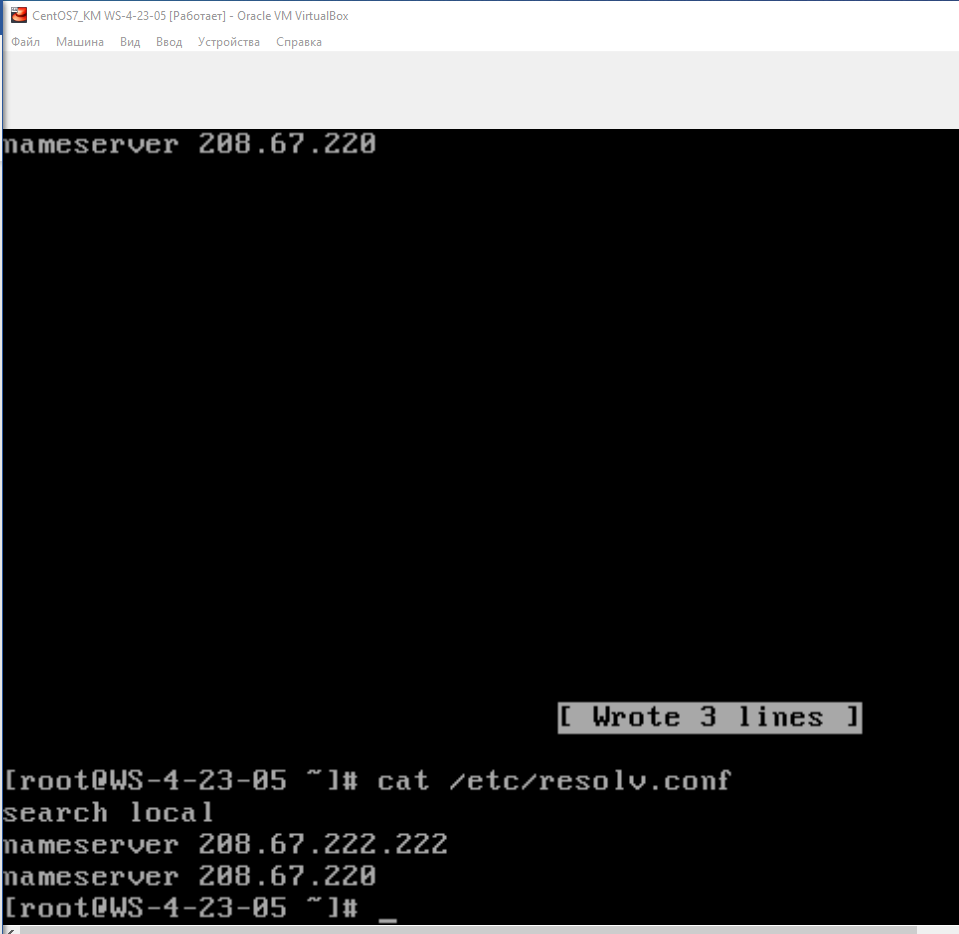 CentOS7_KM WS-4-23-05 [Работает] - Oracle VM VirtualBox
Файл Машина Вид Ввод Устройства Справка
nameserver 208.67.220
[ Wrote 3 lines ]
[root@WS-4-23-05 ~]# cat /etc/resolv.conf
search local
nameserver 208.67.222.222
nameserver 208.67.220
[root@WS-4-23-05 ~]# _